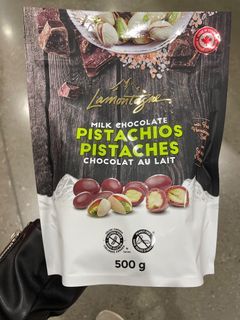 Lamontagne
MILK CHOCOLATE
PISTACHIOS
PISTACHES
CHOCOLAT AU LAIT
500 g